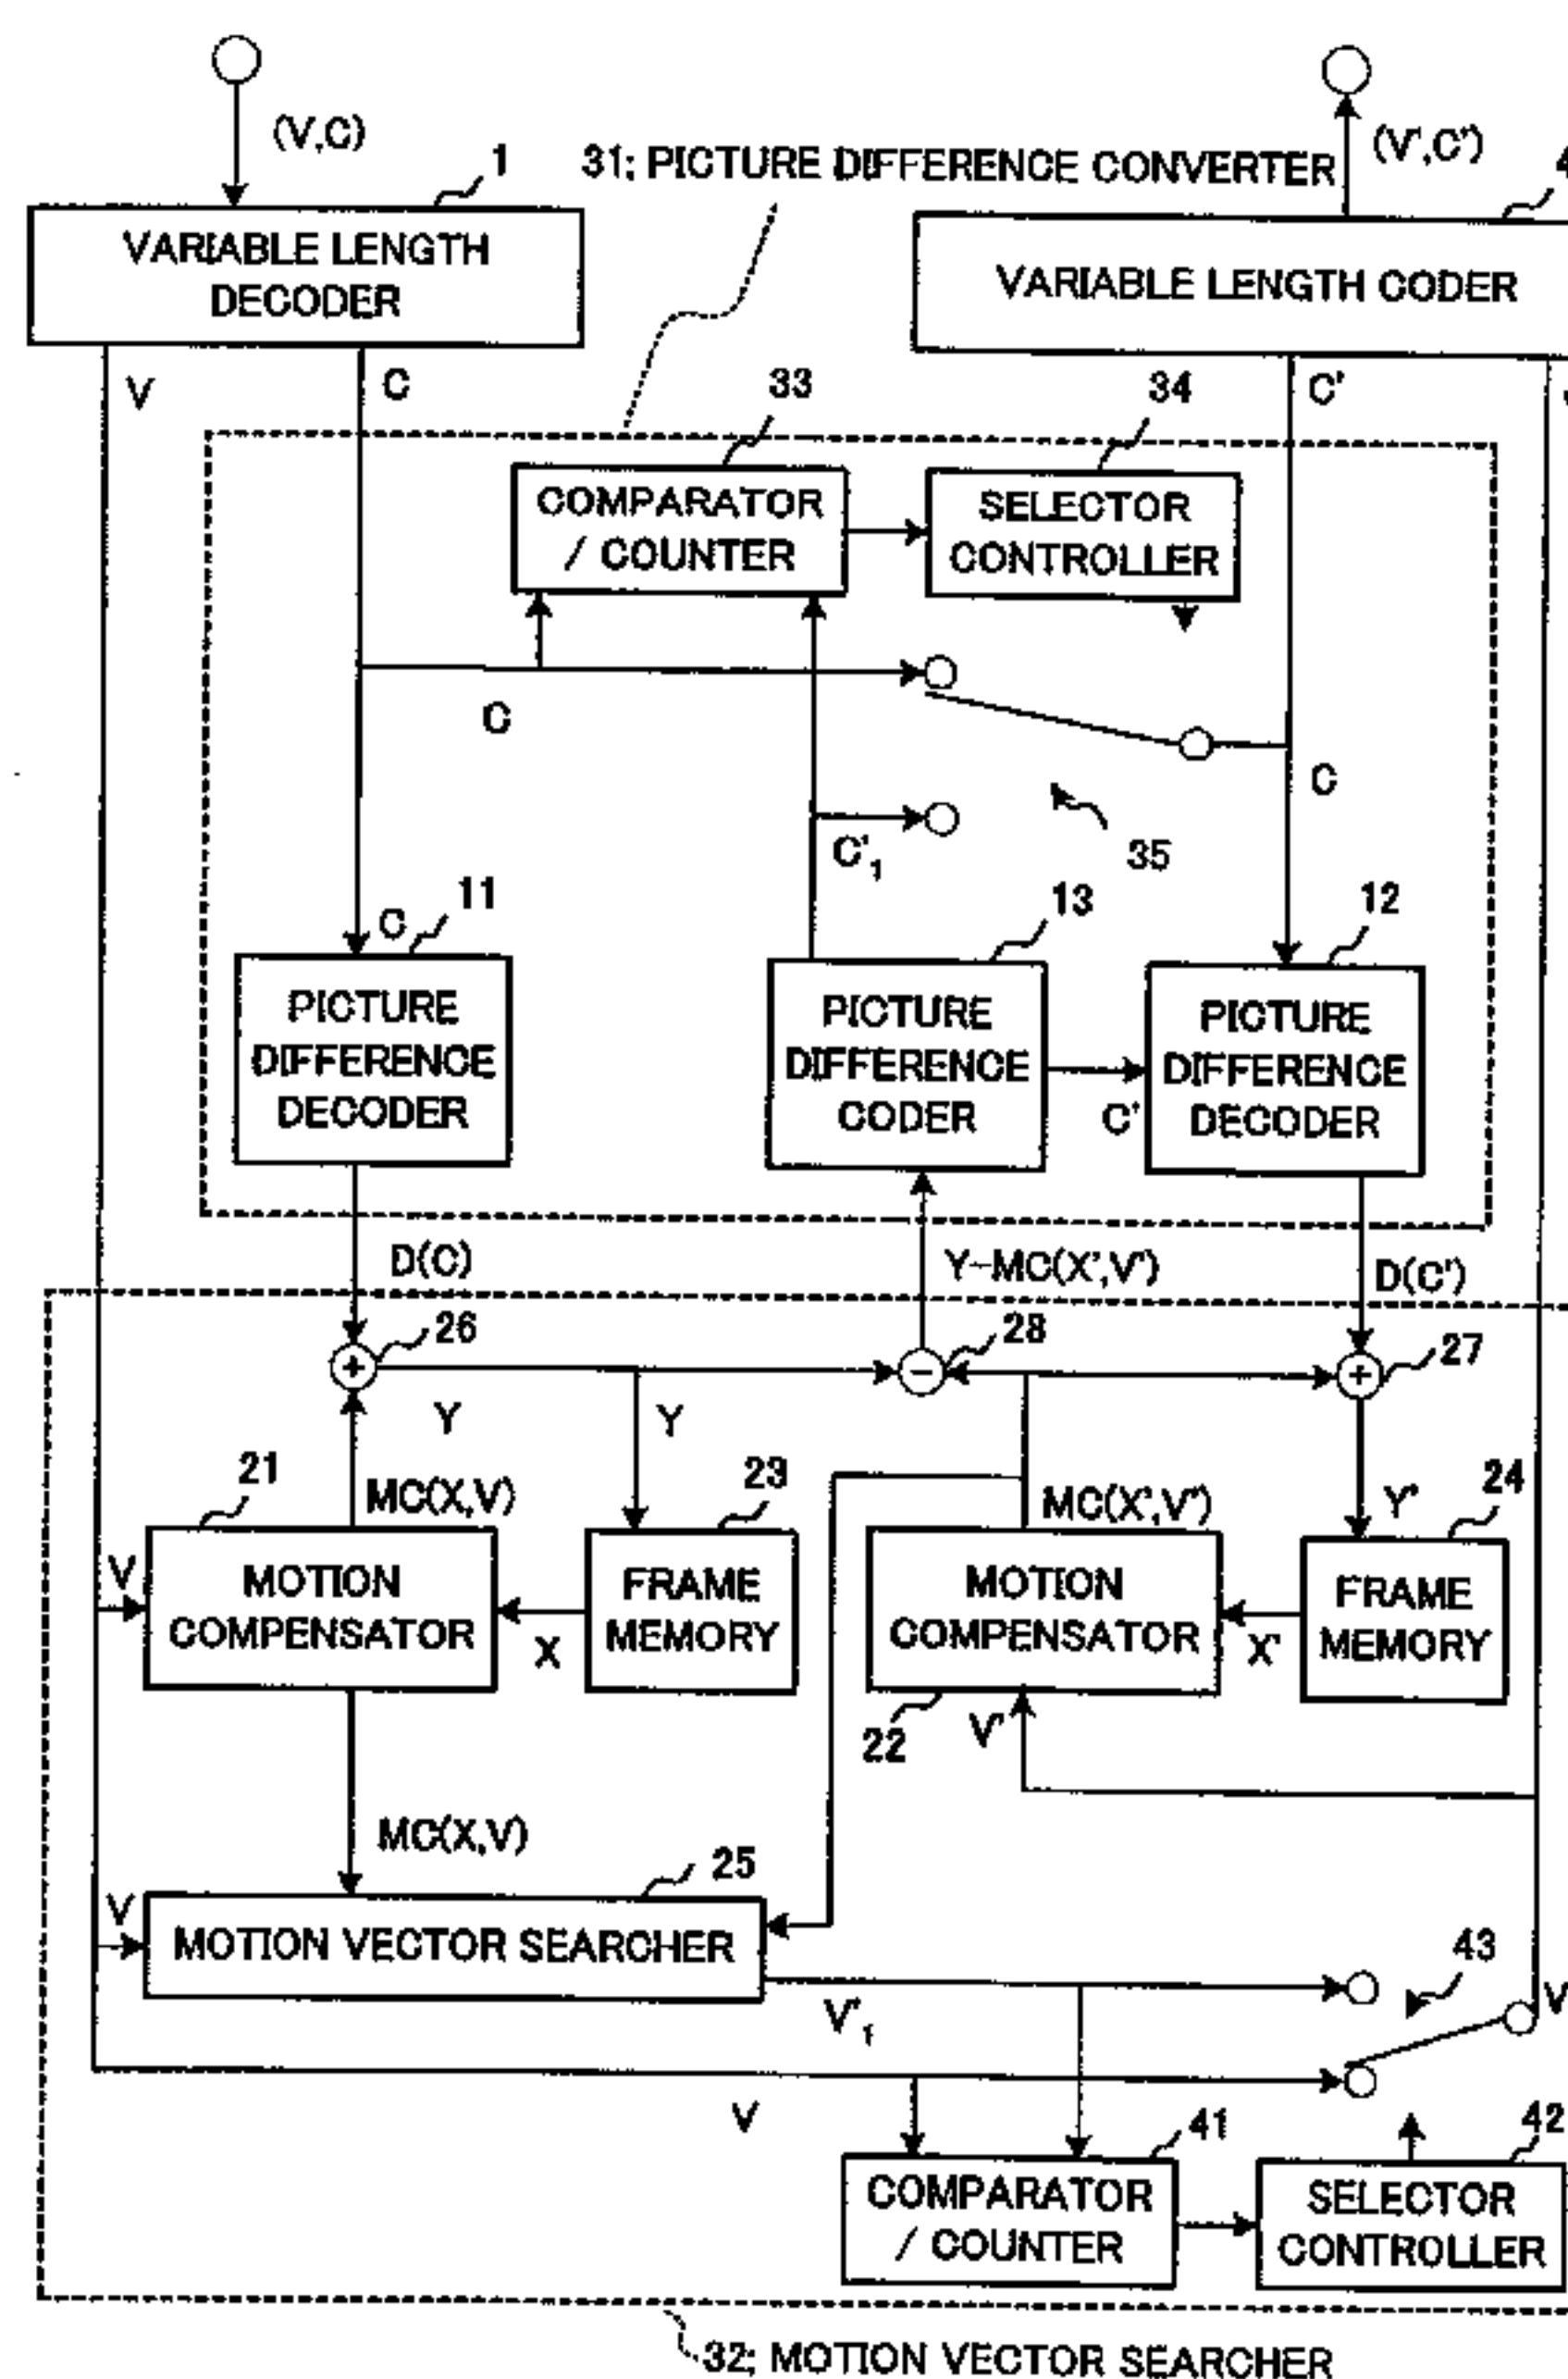 (V,C)
(V',C')
1
31; PICTURE DIFFERENCE CONVERTER
VARIABLE LENGTH
DECODER
VARIABLE LENGTH CODER
V
C
33
34
C'
COMPARATOR
/ COUNTER
SELECTOR
CONTROLLER
C
C
C'1
35
11
C
13
12
PICTURE
DIFFERENCE
DECODER
PICTURE
DIFFERENCE
CODER
C'
PICTURE
DIFFERENCE
DECODER
D(C)
Y-MC(X',V')
D(C')
26
28
27
+
-
+
Y
Y
21
MC(X,V)
23
MC(X',V')
Y'
24
V
MOTION
COMPENSATOR
X
FRAME
MEMORY
MOTION
COMPENSATOR
X'
FRAME
MEMORY
22
V'
MC(X,V)
25
V
MOTION VECTOR SEARCHER
43
V'1
V
V
41
42
COMPARATOR
/ COUNTER
SELECTOR
CONTROLLER
32; MOTION VECTOR SEARCHER